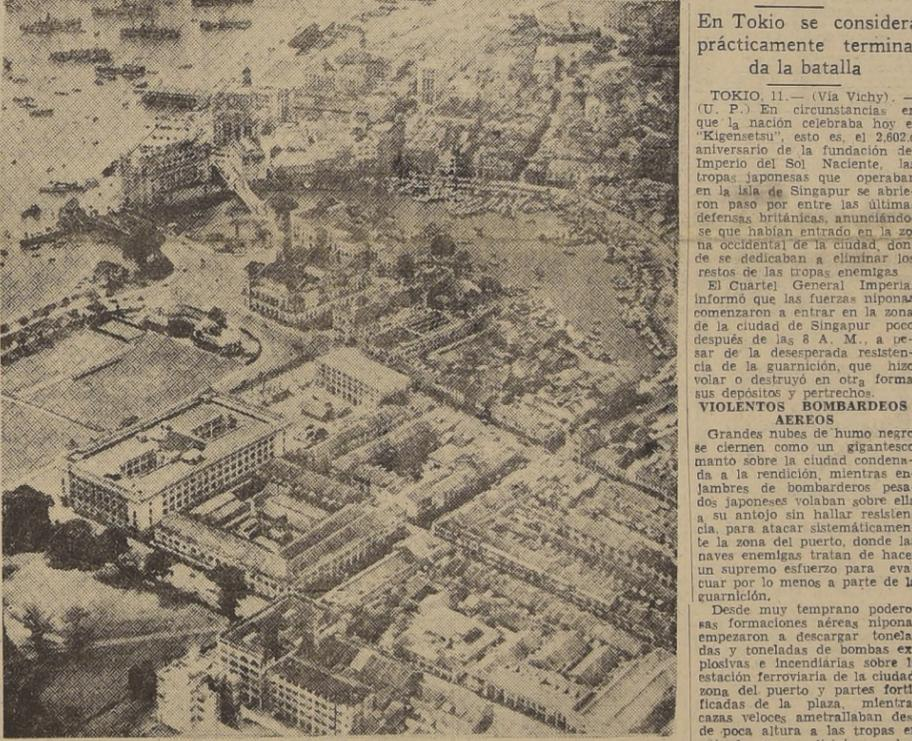 En Tokio se considera
prácticamente termina
da la batalla
TOKIO, 11.— (Vía Vichy). —
(U. P.) En circunstancias en
que la nación celebraba hoy e
"Kigensetsu", esto es, el 2,602.
aniversario de la fundación de
Imperio del Sol Naciente, las
tropas japonesas que operaban
en la isla de Singapur se abrie-
ron paso por entre las última
defensas británicas, anunciándo
se que habían entrado en la zo
na occidental de la ciudad, don
de se dedicaban a eliminar los
restos de las tropas enemigas
El Cuartel General Imperia
informó que las fuerzas niponas
comenzaron a entrar en la zona
de la ciudad de Singapur poco
después de las 8 A. M., a pe-
sar de la desesperada resisten-
cia de la guarnición, que hizo
volar o destruyó en otra forma
sus depósitos y pertrechos.
VIOLENTOS BOMBARDEOS
AEREOS
Grandes nubes de humo negro
se ciernen como un gigantesco
manto sobre la ciudad condena-
da a la rendición, mientras en
jambres de bombarderos pesa
dos japoneses volaban sobre ella
a su antojo sin hallar resisten
cia, para atacar sistemáticamen
te la zona del puerto, donde la
naves enemigas tratan de hace
un supremo esfuerzo para eva
cuar por lo menos a parte de la
guarnición.
Desde muy temprano podero
sas formaciones aéreas nipona
empezaron a descargar tonela
das y toneladas de bombas ex
plosivas e incendiárias sobre l
estación ferroviaria de la ciudad
zona del puerto y partes forti
ficadas de la plaza, mientra
cazas veloces ametrallaban des
de poca altura a las tropas e